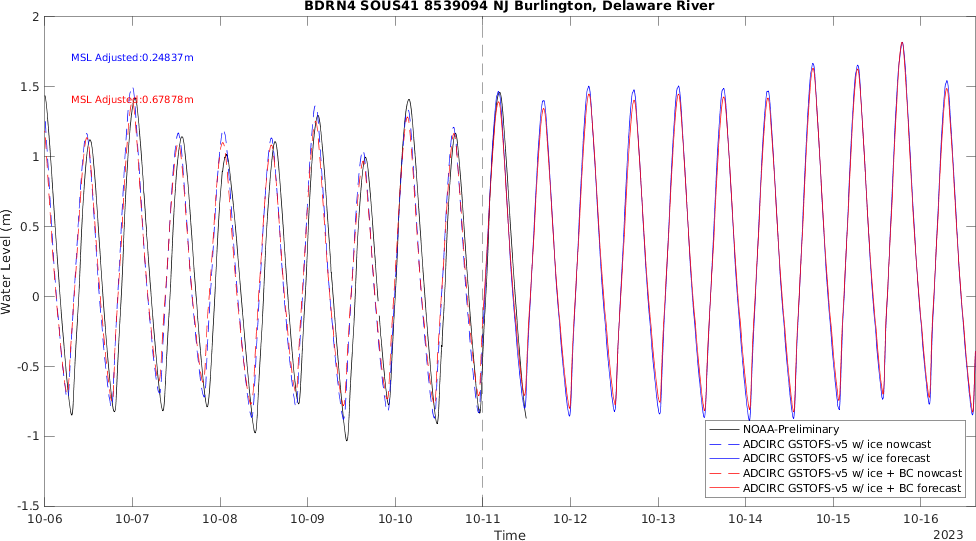 BDRN4 SOUS41 8539094 NJ Burlington, Delaware River
MSL Adjusted:0.24837m
MSL Adjusted:0.67878m
Water Level (m)
2
1.5
1
0.5
0
-0.5
-1
-1.5
NOAA-Preliminary
ADCIRC GSTOFS-v5 w/ ice nowcast
ADCIRC GSTOFS-v5 w/ ice forecast
ADCIRC GSTOFS-v5 w/ ice + BC nowcast
ADCIRC GSTOFS-v5 w/ ice + BC forecast
10-06 10-07 10-08 10-09 10-10 10-11 10-12 10-13 10-14 10-15 10-16
Time
2023